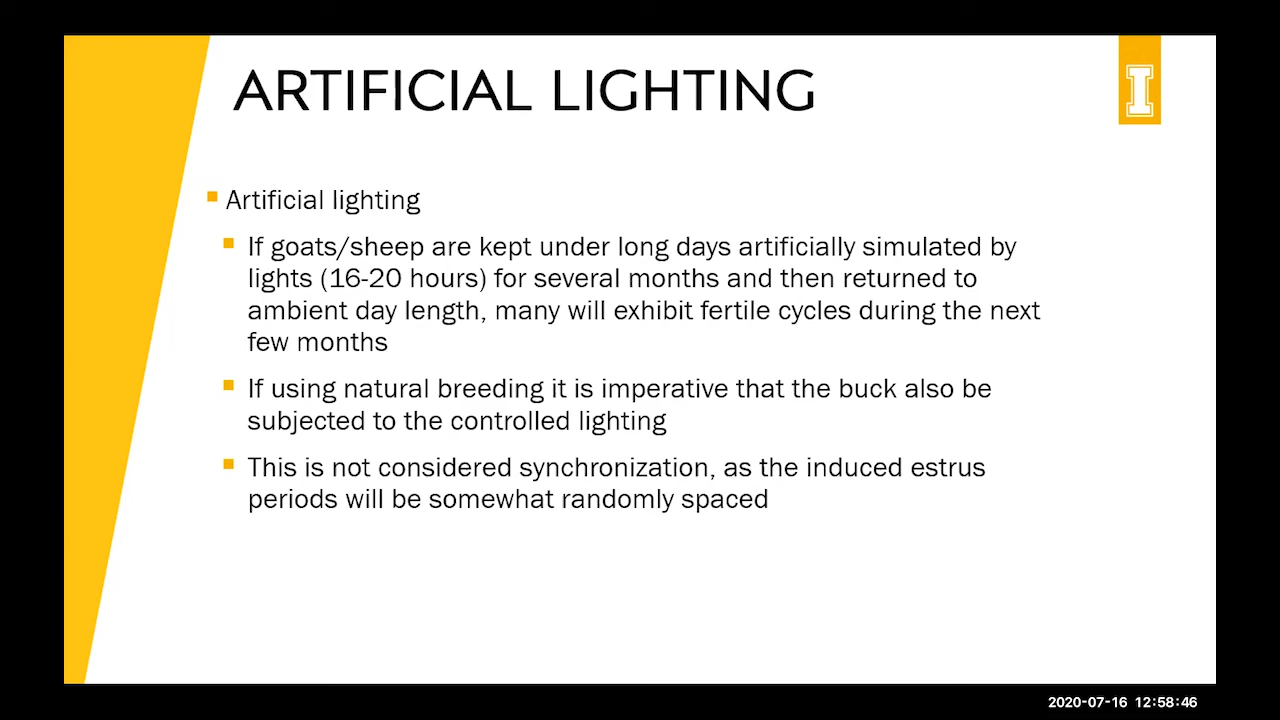 ARTIFICIAL LIGHTING
I
Artificial lighting
If goats/sheep are kept under long days artificially simulated by
lights (16-20 hours) for several months and then returned to
ambient day length, many will exhibit fertile cycles during the next
few months
If using natural breeding it is imperative that the buck also be
subjected to the controlled lighting
This is not considered synchronization, as the induced estrus
periods will be somewhat randomly spaced
2020-07-16 12:58:46